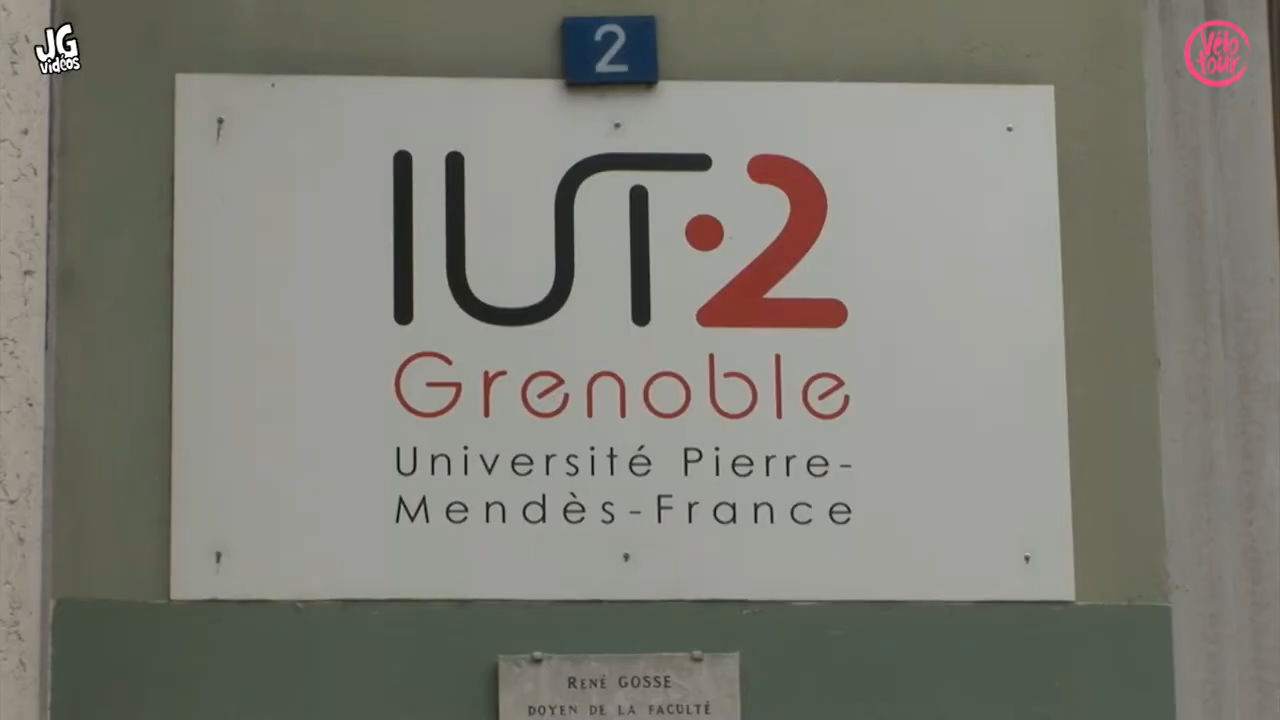 JG
vidéos
Vélo
tour
2
IUT·2
Grenoble
Université Pierre-
Mendès-France
RENÉ GOSSE
DOYEN DE LA FACULTÉ